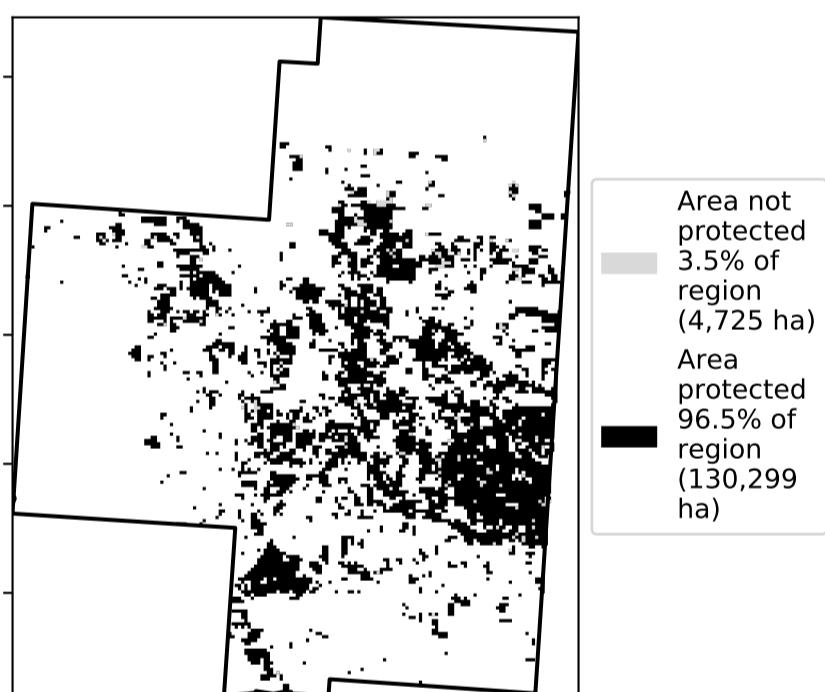 Area not
protected
3.5% of
region
(4,725 ha)
Area
protected
96.5% of
region
(130,299
ha)